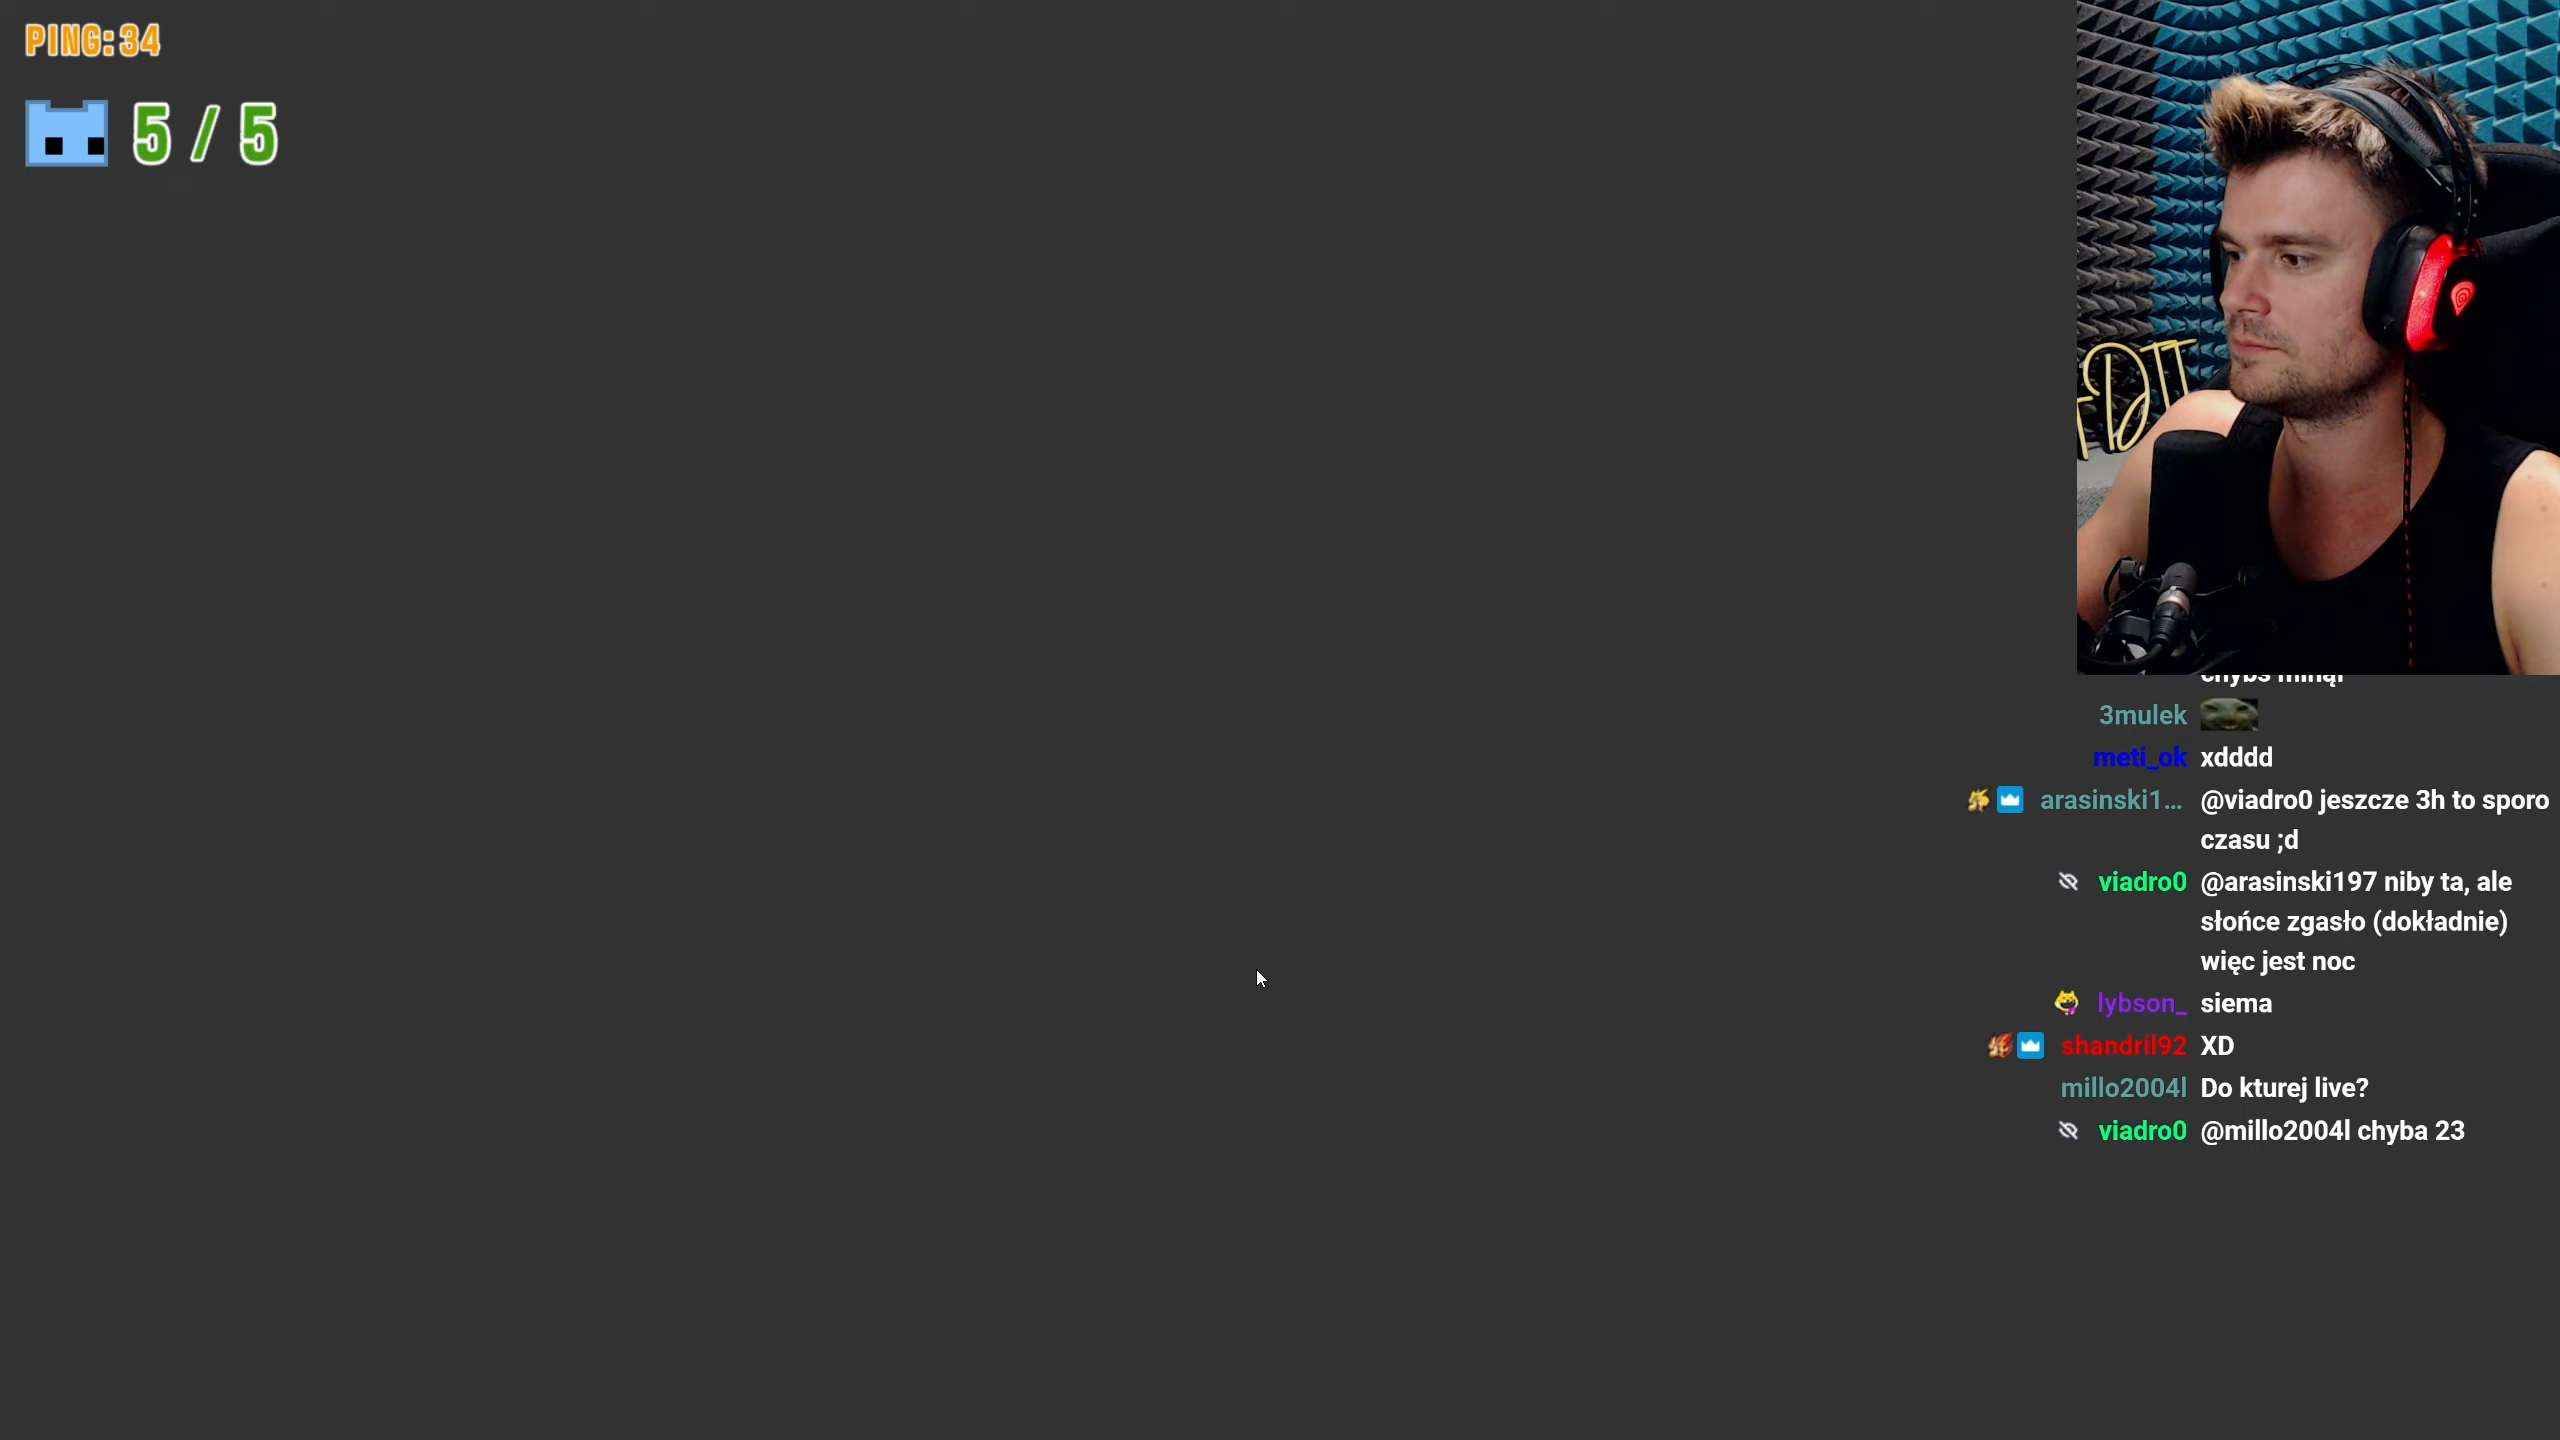 PING:34
5 / 5
3mulek
meti_ok xdddd
arasinski1... @viadro0 jeszcze 3h to sporo
czasu ;d
viadro0 @arasinski197 niby ta, ale
słońce zgasło (dokładnie)
więc jest noc
lybson_ siema
shandril92 XD
millo2004l Do kturej live?
viadro0 @millo2004l chyba 23